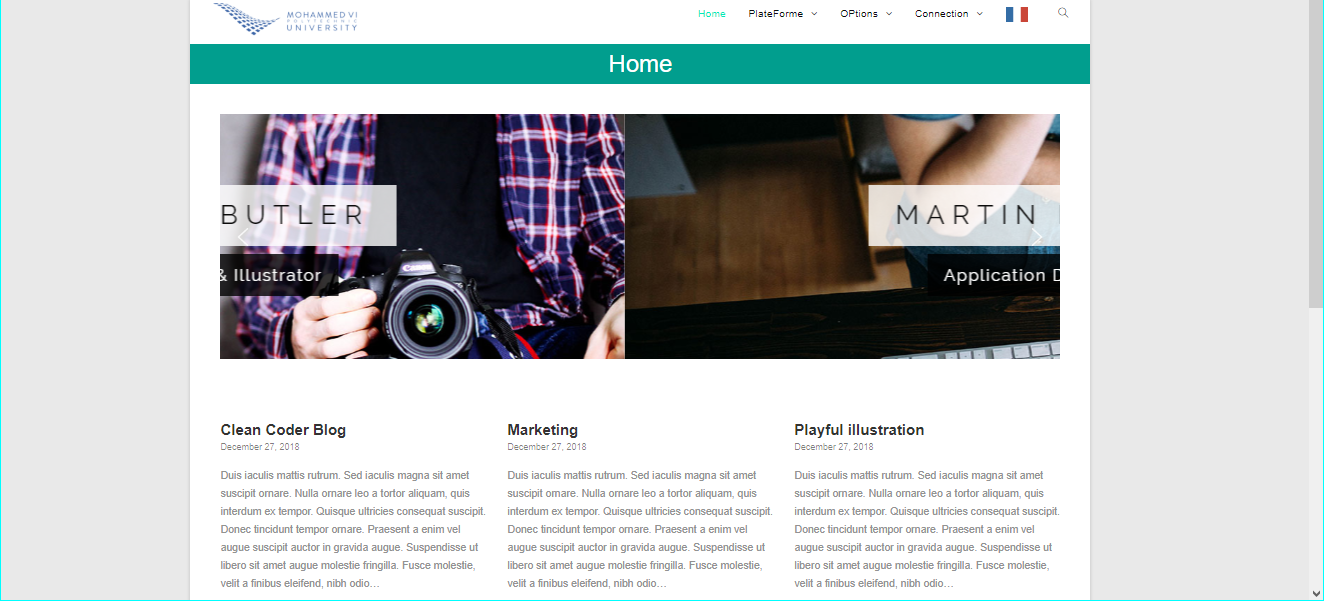 MOHAMMED VI
POLYTECHNIC
UNIVERSITY
Home PlateForme OPtions Connection
Home
BUTLER
& Illustrator
Canon
MARTIN
Application D
Clean Coder Blog
December 27, 2018
Duis iaculis mattis rutrum. Sed iaculis magna sit amet
suscipit ornare. Nulla ornare leo a tortor aliquam, quis
interdum ex tempor. Quisque ultricies consequat suscipit.
Donec tincidunt tempor ornare. Praesent a enim vel
augue suscipit auctor in gravida augue. Suspendisse ut
libero sit amet augue molestie fringilla. Fusce molestie,
velit a finibus eleifend, nibh odio…
Marketing
December 27, 2018
Duis iaculis mattis rutrum. Sed iaculis magna sit amet
suscipit ornare. Nulla ornare leo a tortor aliquam, quis
interdum ex tempor. Quisque ultricies consequat suscipit.
Donec tincidunt tempor ornare. Praesent a enim vel
augue suscipit auctor in gravida augue. Suspendisse ut
libero sit amet augue molestie fringilla. Fusce molestie,
velit a finibus eleifend, nibh odio…
Playful illustration
December 27, 2018
Duis iaculis mattis rutrum. Sed iaculis magna sit amet
suscipit ornare. Nulla ornare leo a tortor aliquam, quis
interdum ex tempor. Quisque ultricies consequat suscipit.
Donec tincidunt tempor ornare. Praesent a enim vel
augue suscipit auctor in gravida augue. Suspendisse ut
libero sit amet augue molestie fringilla. Fusce molestie,
velit a finibus eleifend, nibh odio…